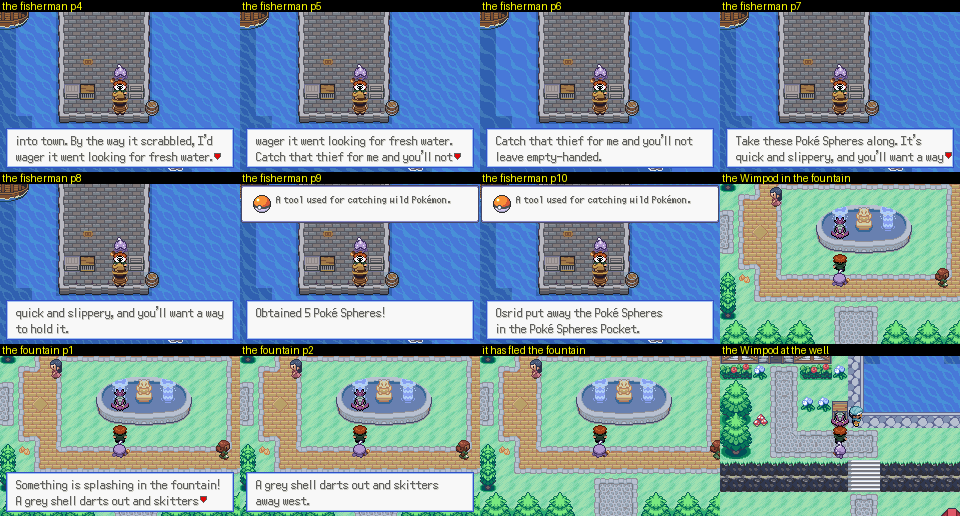 the fisherman p4
the fisherman p5
the fisherman p6
the fisherman p7
into town. By the way it scrabbled, I'd
wager it went looking for fresh water.
wager it went looking for fresh water.
Catch that thief for me and you'll not
Catch that thief for me and you'll not
leave empty-handed.
Take these Poké Spheres along. It's
quick and slippery, and you'll want a way
the fisherman p8
the fisherman p9
the fisherman p10
the Wimpod in the fountain
quick and slippery, and you'll want a way
to hold it.
A tool used for catching wild Pokémon.
Obtained 5 Poké Spheres!
A tool used for catching wild Pokémon.
Osrid put away the Poké Spheres
in the Poké Spheres Pocket.
the fountain p1
the fountain p2
it has fled the fountain
the Wimpod at the well
Something is splashing in the fountain!
A grey shell darts out and skitters
A grey shell darts out and skitters
away west.